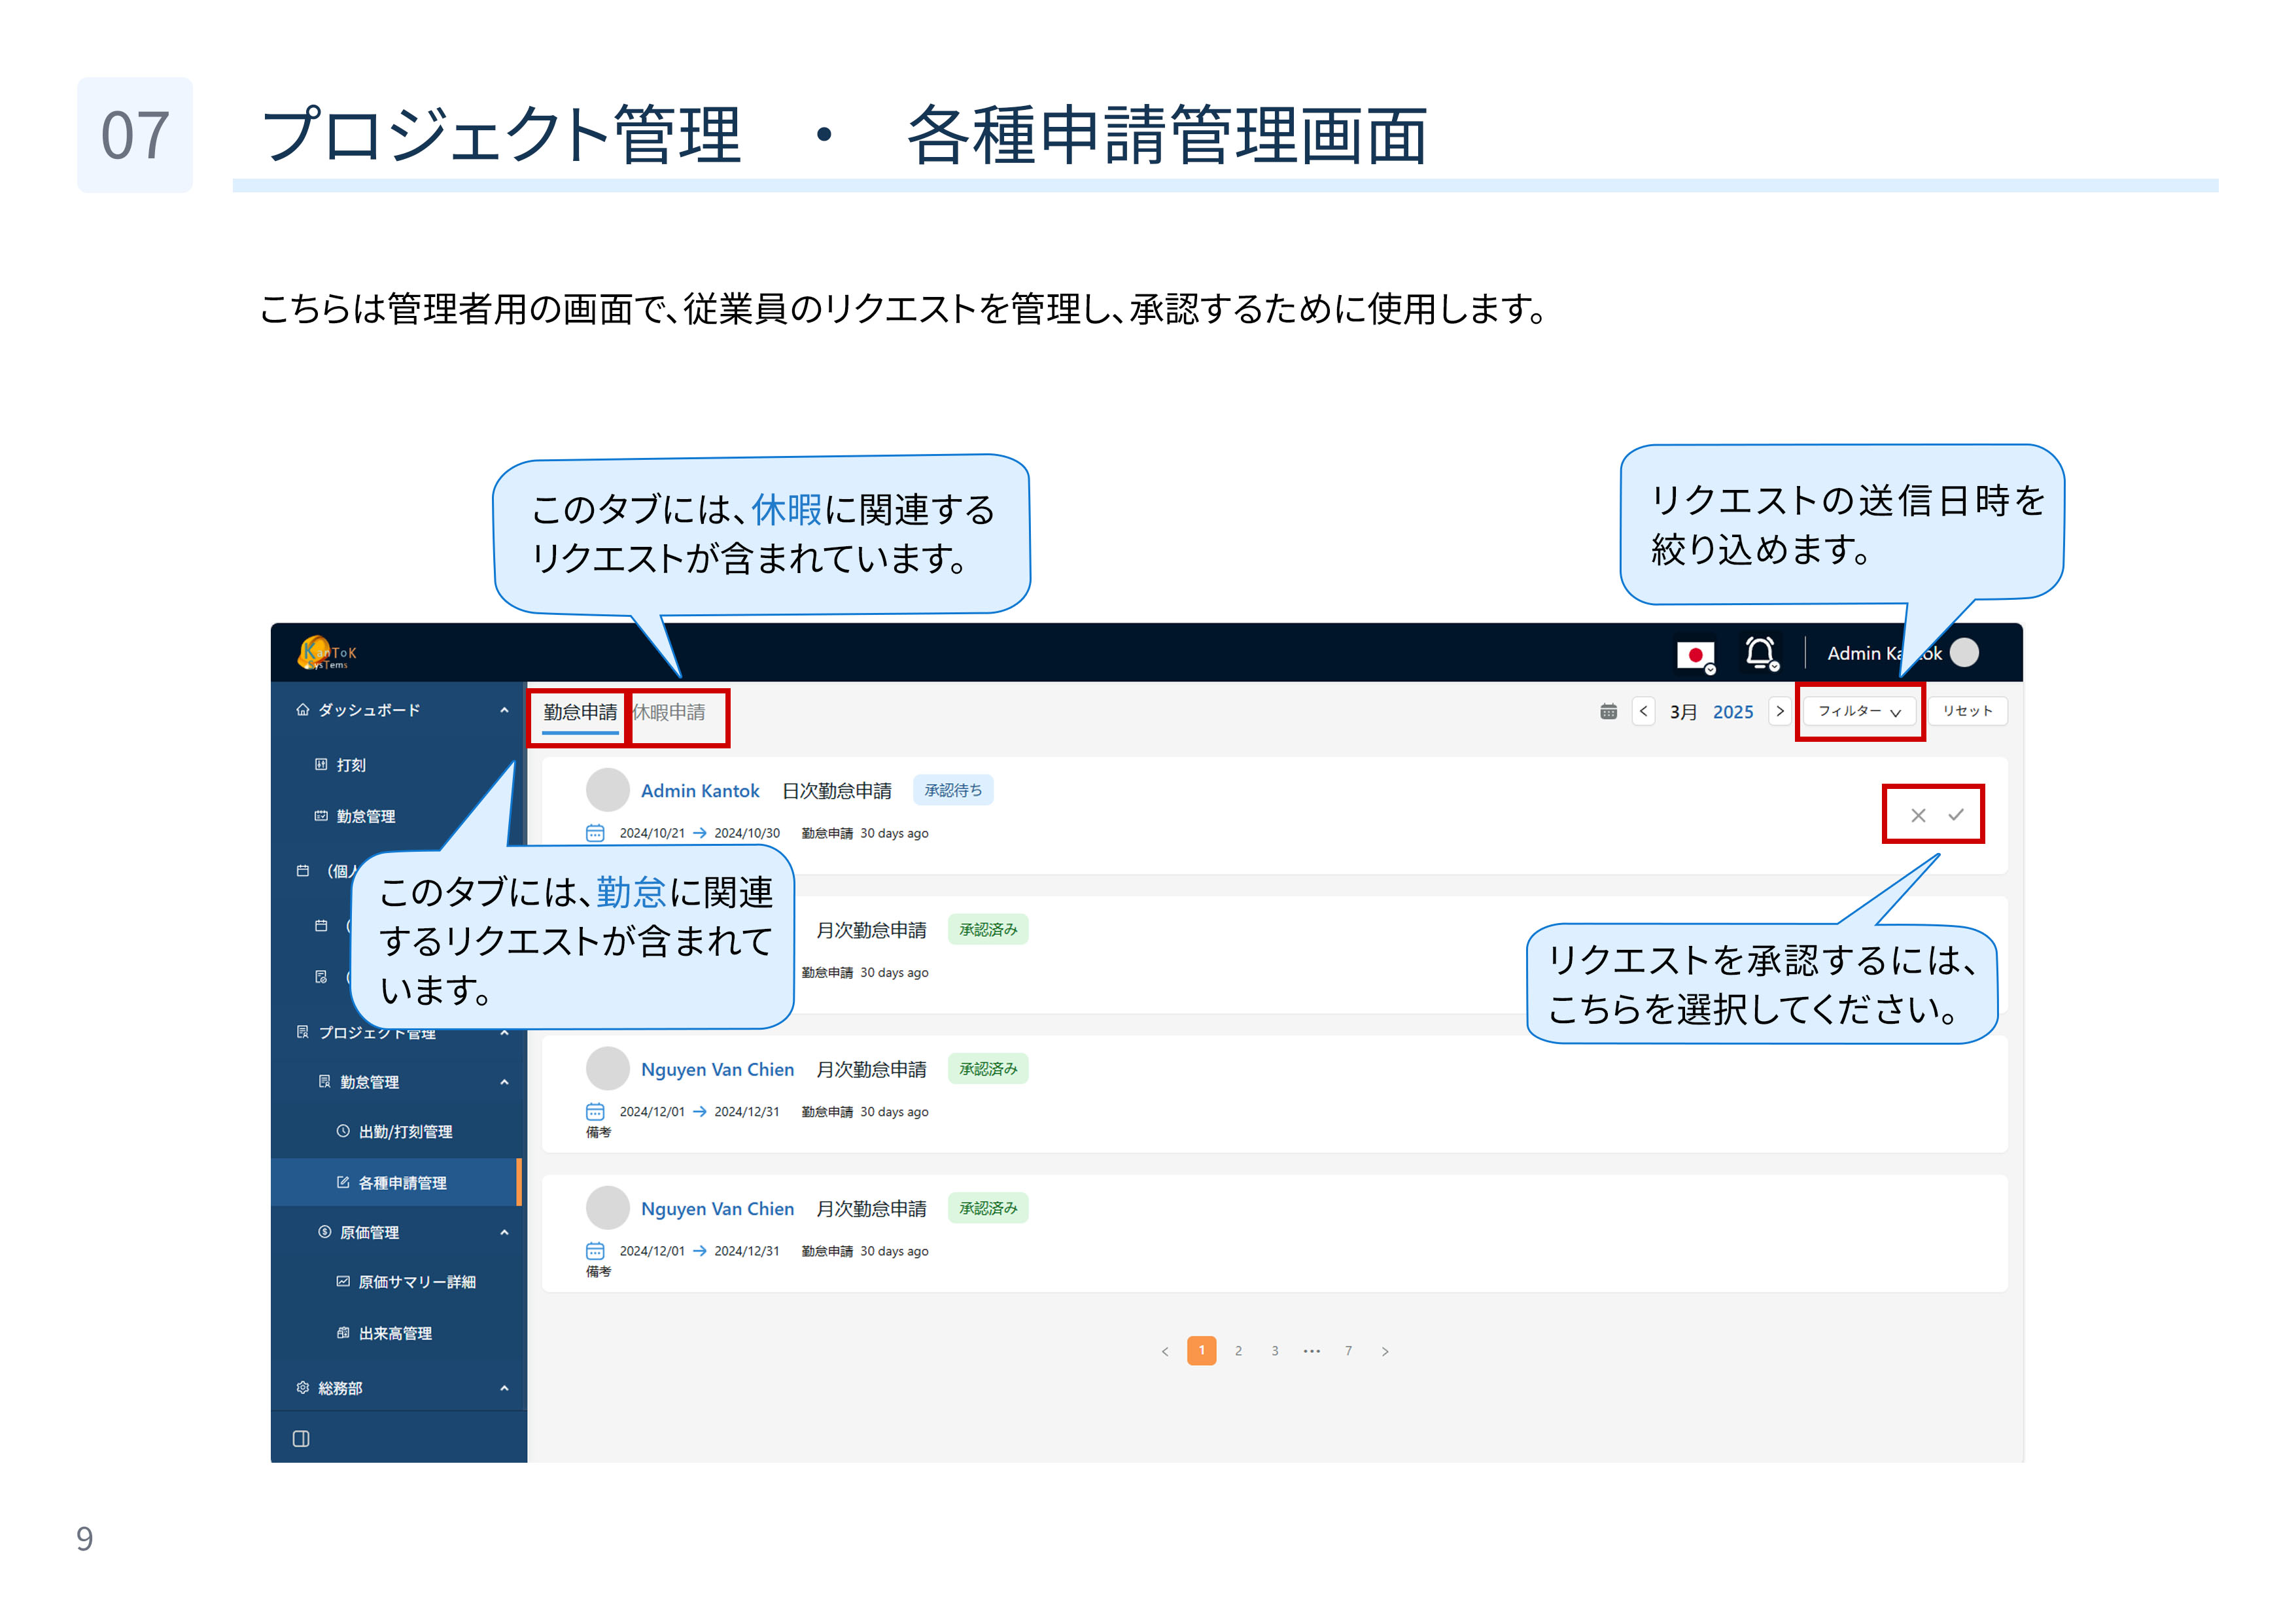 07
プロジェクト管理　・　各種申請管理画面
こちらは管理者用の画面で、従業員のリクエストを管理し、承認するために使用します。
このタブには、休暇に関連する
リクエストが含まれています。
リクエストの送信日時を
絞り込めます。
KanToK
SysTems
Admin Ka ok
ダッシュボード
打刻
勤怠管理
（個人
（
（
プロジェクト管理
勤怠管理
出勤/打刻管理
各種申請管理
原価管理
原価サマリー詳細
出来高管理
総務部
勤怠申請 休暇申請
< 3月 2025 > フィルター リセット
Admin Kantok 日次勤怠申請 承認待ち
2024/10/21 → 2024/10/30 勤怠申請 30 days ago
このタブには、勤怠に関連
するリクエストが含まれて
います。
月次勤怠申請 承認済み
勤怠申請 30 days ago
リクエストを承認するには、
こちらを選択してください。
Nguyen Van Chien 月次勤怠申請 承認済み
2024/12/01 → 2024/12/31 勤怠申請 30 days ago
備考
Nguyen Van Chien 月次勤怠申請 承認済み
2024/12/01 → 2024/12/31 勤怠申請 30 days ago
備考
< 1 2 3 ••• 7 >
9